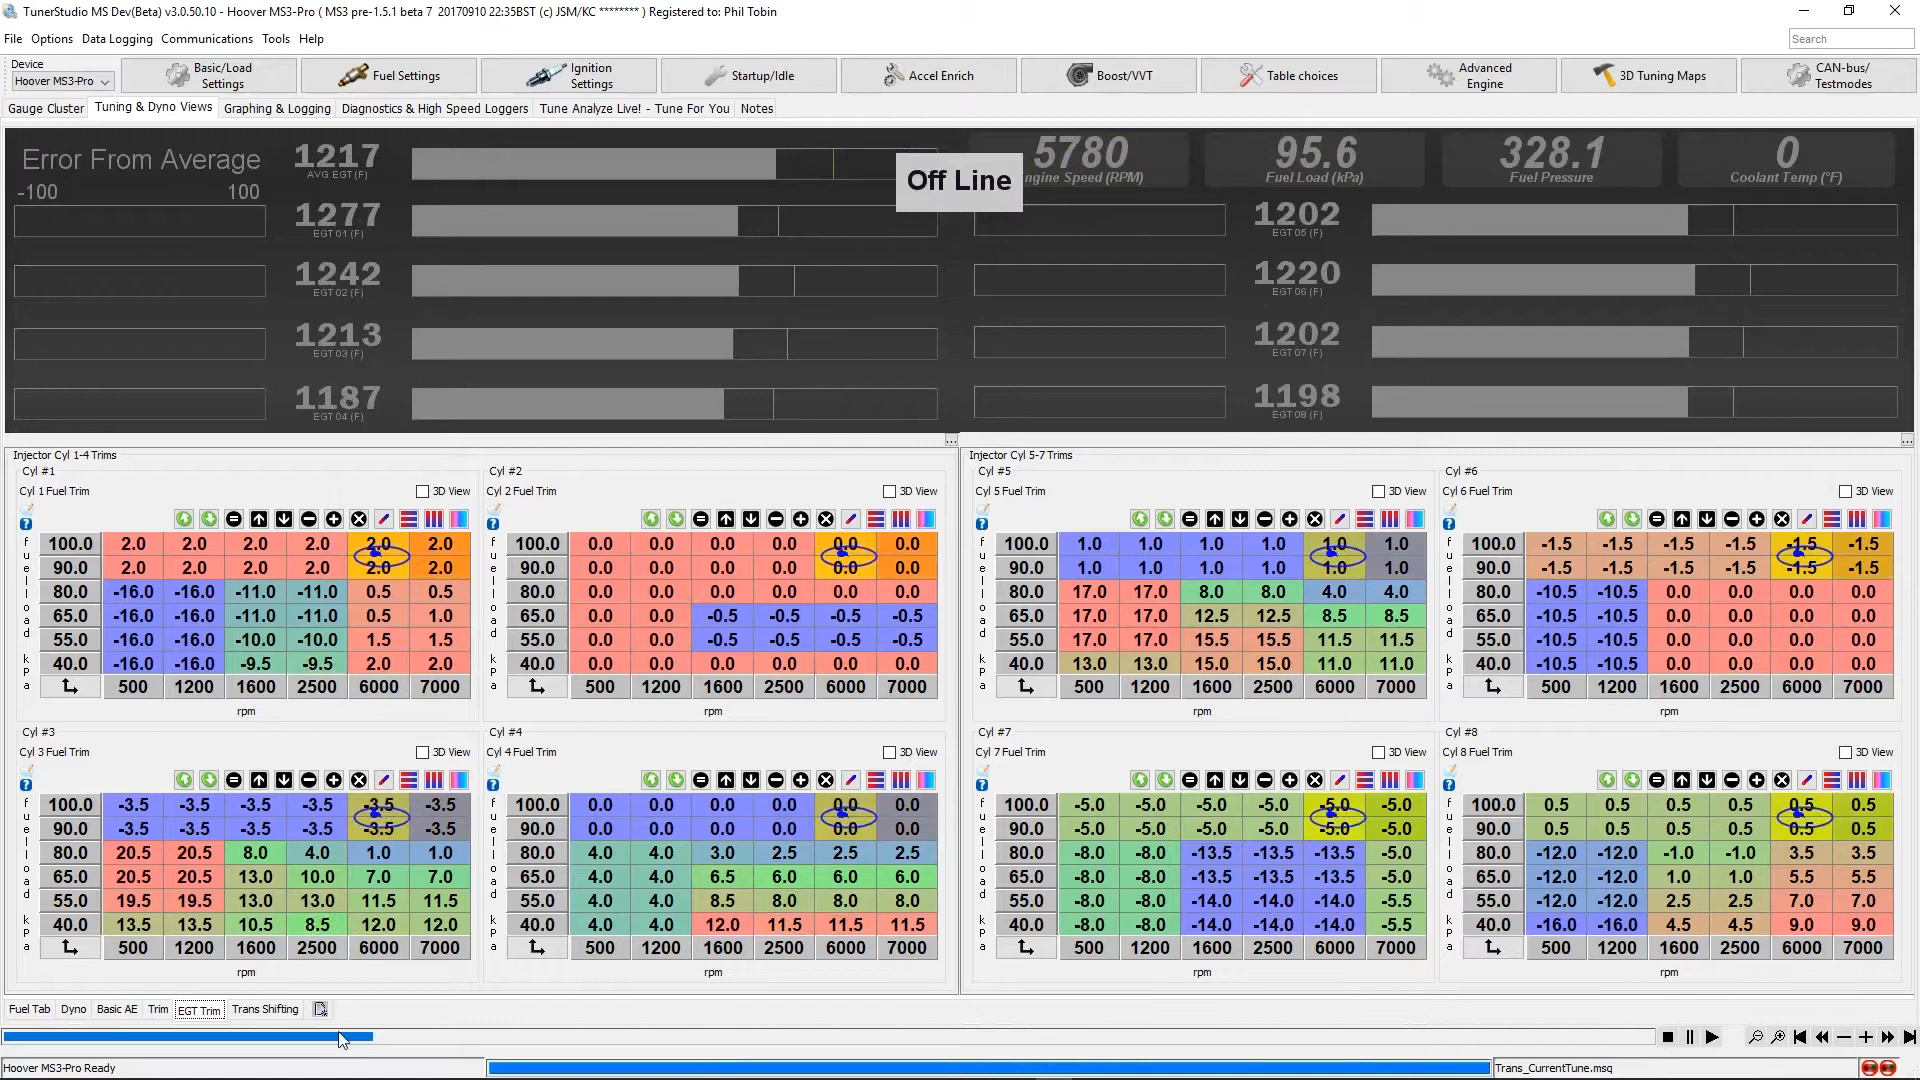 TunerStudio MS Dev(Beta) v3.0.50.10 - Hoover MS3-Pro ( MS3 pre-1.5.1 beta 7  20170910 22:35BST (c) JSM/KC ******** ) Registered to: Phil Tobin
File Options Data Logging Communications Tools Help
Search
Device
Hoover MS3-Pro
Basic/Load Settings
Fuel Settings
Ignition Settings
Startup/Idle
Accel Enrich
Boost/VVT
Table choices
Advanced Engine
3D Tuning Maps
CAN-bus/ Testmodes
Gauge Cluster Tuning & Dyno Views Graphing & Logging Diagnostics & High Speed Loggers Tune Analyze Live! - Tune For You Notes
Error From Average
-100 100
1217
AVG EGT (F)
Off Line
5780
ngine Speed (RPM)
95.6
Fuel Load (kPa)
328.1
Fuel Pressure
0
Coolant Temp (°F)
1277
EGT 01 (F)
1202
EGT 05 (F)
1242
EGT 02 (F)
1220
EGT 06 (F)
1213
EGT 03 (F)
1202
EGT 07 (F)
1187
EGT 04 (F)
1198
EGT 08 (F)
Injector Cyl 1-4 Trims
Cyl #1
Cyl 1 Fuel Trim 3D View
fuelload kPa
100.0 2.0 2.0 2.0 2.0 2.0 2.0
90.0 2.0 2.0 2.0 2.0 2.0 2.0
80.0 -16.0 -16.0 -11.0 -11.0 0.5 0.5
65.0 -16.0 -16.0 -11.0 -11.0 0.5 1.0
55.0 -16.0 -16.0 -10.0 -10.0 1.5 1.5
40.0 -16.0 -16.0 -9.5 -9.5 2.0 2.0
500 1200 1600 2500 6000 7000
rpm
Cyl #2
Cyl 2 Fuel Trim 3D View
fuelload kPa
100.0 0.0 0.0 0.0 0.0 0.0 0.0
90.0 0.0 0.0 0.0 0.0 0.0 0.0
80.0 0.0 0.0 0.0 0.0 0.0 0.0
65.0 0.0 0.0 -0.5 -0.5 -0.5 -0.5
55.0 0.0 0.0 -0.5 -0.5 -0.5 -0.5
40.0 0.0 0.0 0.0 0.0 0.0 0.0
500 1200 1600 2500 6000 7000
rpm
Cyl #3
Cyl 3 Fuel Trim 3D View
fuelload kPa
100.0 -3.5 -3.5 -3.5 -3.5 -3.5 -3.5
90.0 -3.5 -3.5 -3.5 -3.5 -3.5 -3.5
80.0 20.5 20.5 8.0 4.0 1.0 1.0
65.0 20.5 20.5 13.0 10.0 7.0 7.0
55.0 19.5 19.5 13.0 13.0 11.5 11.5
40.0 13.5 13.5 10.5 8.5 12.0 12.0
500 1200 1600 2500 6000 7000
rpm
Cyl #4
Cyl 4 Fuel Trim 3D View
fuelload kPa
100.0 0.0 0.0 0.0 0.0 0.0 0.0
90.0 0.0 0.0 0.0 0.0 0.0 0.0
80.0 4.0 4.0 3.0 2.5 2.5 2.5
65.0 4.0 4.0 6.5 6.0 6.0 6.0
55.0 4.0 4.0 8.5 8.0 8.0 8.0
40.0 4.0 4.0 12.0 11.5 11.5 11.5
500 1200 1600 2500 6000 7000
rpm
Injector Cyl 5-7 Trims
Cyl #5
Cyl 5 Fuel Trim 3D View
fuelload kPa
100.0 1.0 1.0 1.0 1.0 1.0 1.0
90.0 1.0 1.0 1.0 1.0 1.0 1.0
80.0 17.0 17.0 8.0 8.0 4.0 4.0
65.0 17.0 17.0 12.5 12.5 8.5 8.5
55.0 17.0 17.0 15.5 15.5 11.5 11.5
40.0 13.0 13.0 15.0 15.0 11.0 11.0
500 1200 1600 2500 6000 7000
rpm
Cyl #6
Cyl 6 Fuel Trim 3D View
fuelload kPa
100.0 -1.5 -1.5 -1.5 -1.5 -1.5 -1.5
90.0 -1.5 -1.5 -1.5 -1.5 -1.5 -1.5
80.0 -10.5 -10.5 0.0 0.0 0.0 0.0
65.0 -10.5 -10.5 0.0 0.0 0.0 0.0
55.0 -10.5 -10.5 0.0 0.0 0.0 0.0
40.0 -10.5 -10.5 0.0 0.0 0.0 0.0
500 1200 1600 2500 6000 7000
rpm
Cyl #7
Cyl 7 Fuel Trim 3D View
fuelload kPa
100.0 -5.0 -5.0 -5.0 -5.0 -5.0 -5.0
90.0 -5.0 -5.0 -5.0 -5.0 -5.0 -5.0
80.0 -8.0 -8.0 -13.5 -13.5 -13.5 -5.0
65.0 -8.0 -8.0 -13.5 -13.5 -13.5 -5.0
55.0 -8.0 -8.0 -14.0 -14.0 -14.0 -5.5
40.0 -8.0 -8.0 -14.0 -14.0 -14.0 -5.5
500 1200 1600 2500 6000 7000
rpm
Cyl #8
Cyl 8 Fuel Trim 3D View
fuelload kPa
100.0 0.5 0.5 0.5 0.5 0.5 0.5
90.0 0.5 0.5 0.5 0.5 0.5 0.5
80.0 -12.0 -12.0 -1.0 -1.0 3.5 3.5
65.0 -12.0 -12.0 1.0 1.0 5.5 5.5
55.0 -12.0 -12.0 2.5 2.5 7.0 7.0
40.0 -16.0 -16.0 4.5 4.5 9.0 9.0
500 1200 1600 2500 6000 7000
rpm
Fuel Tab Dyno Basic AE Trim EGT Trim Trans Shifting
Hoover MS3-Pro Ready
Trans_CurrentTune.msq